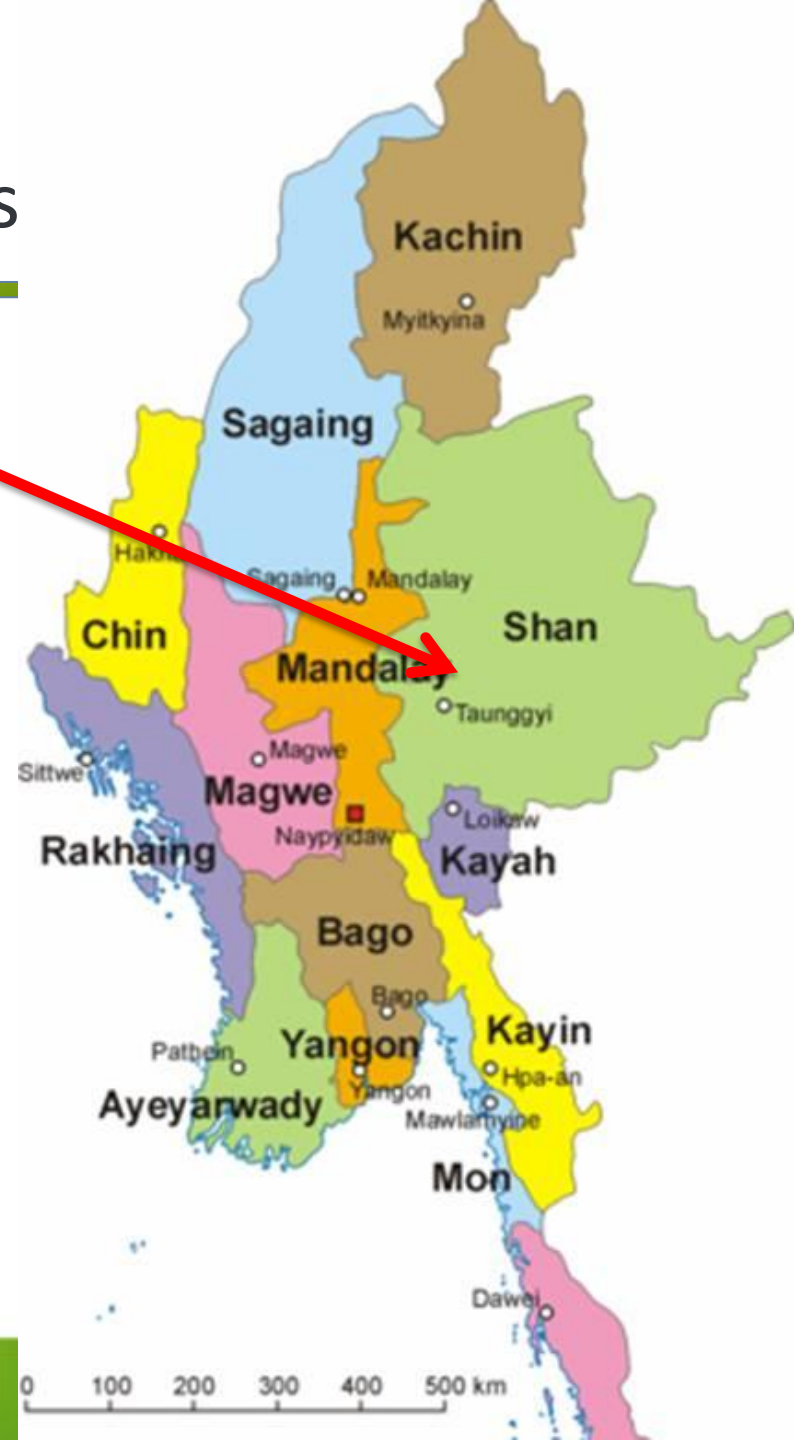 s
Kachin
Myitkyina
Sagaing
Hakha
Sagaing
Mandalay
Chin
Shan
Mandalay
Taunggyi
Magwe
Sittwe
Magwe
Loikaw
Naypyidaw
Rakhaing
Kayah
Bago
Bago
Kayin
Yangon
Pathein
Hpa-an
Yangon
Ayeyarwady
Mawlamyine
Mon
Dawei
0 100 200 300 400 500 km